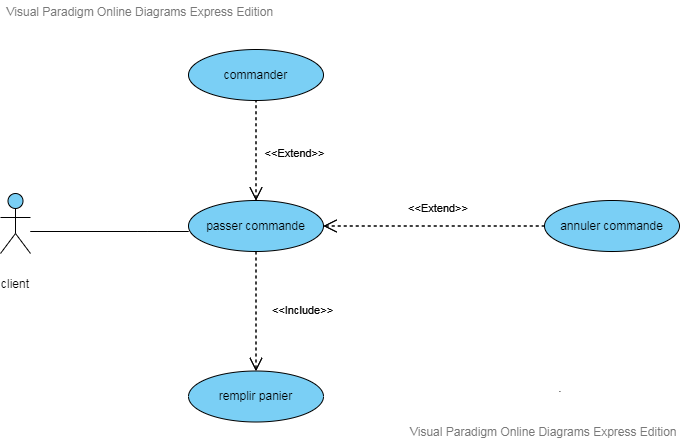 Visual Paradigm Online Diagrams Express Edition
commander
<<Extend>>
<<Extend>>
passer commande
annuler commande
client
<<Include>>
remplir panier
Visual Paradigm Online Diagrams Express Edition